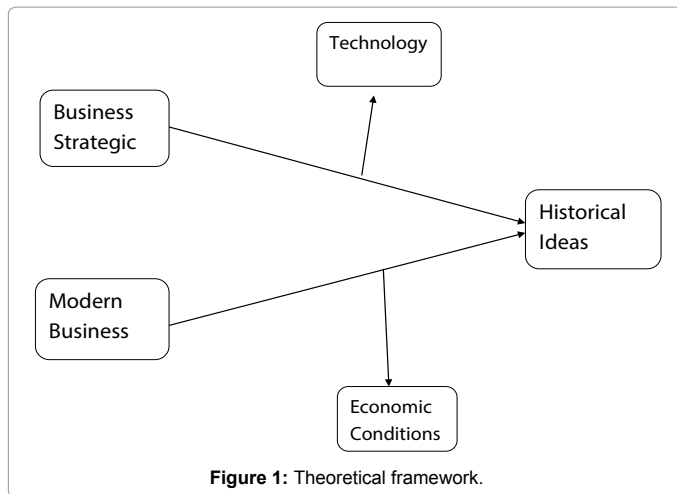 Technology
Business
Strategic
Historical
Ideas
Modern
Business
Economic
Conditions
Figure 1: Theoretical framework.